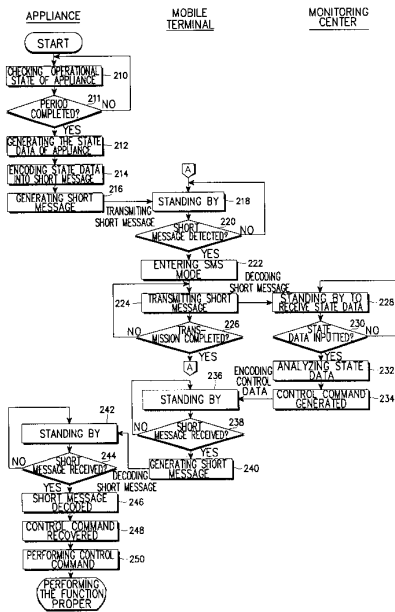 APPLIANCE
MOBILE
TERMINAL
MONITORING
CENTER
START
CHECKING OPERATIONAL
STATE OF APPLIANCE
210
211
PERIOD
COMPLETED?
NO
YES
GENERATING THE STATE
DATA OF APPLIANCE
212
ENCODING STATE DATA
INTO SHORT MESSAGE
214
216
GENERATING SHORT
MESSAGE
TRANSMITING
SHORT MESSAGE
A
STANDING BY
218
220
SHORT
MESSAGE DETECTED?
NO
YES
ENTERING SMS
MODE
222
DECODING
SHORT MESSAGE
224
TRANSMITTING SHORT
MESSAGE
STANDING BY TO
RECEIVE STATE DATA
228
226
TRANS-
MISSION COMPLETED?
NO
YES
A
230
STATE
DATA INPUTTED?
NO
YES
ANALYZING STATE
DATA
232
CONTROL COMMAND
GENERATED
234
ENCODING
CONTROL
DATA
236
STANDING BY
238
SHORT
MESSAGE RECEIVED?
NO
YES
GENERATING SHORT
MESSAGE
240
DECODING
SHORT MESSAGE
242
STANDING BY
244
SHORT
MESSAGE RECEIVED?
NO
YES
SHORT MESSAGE
DECODED
246
CONTROL COMMAND
RECOVERED
248
PERFORMING CONTROL
COMMAND
250
PERFORMING
THE FUNCTION
PROPER